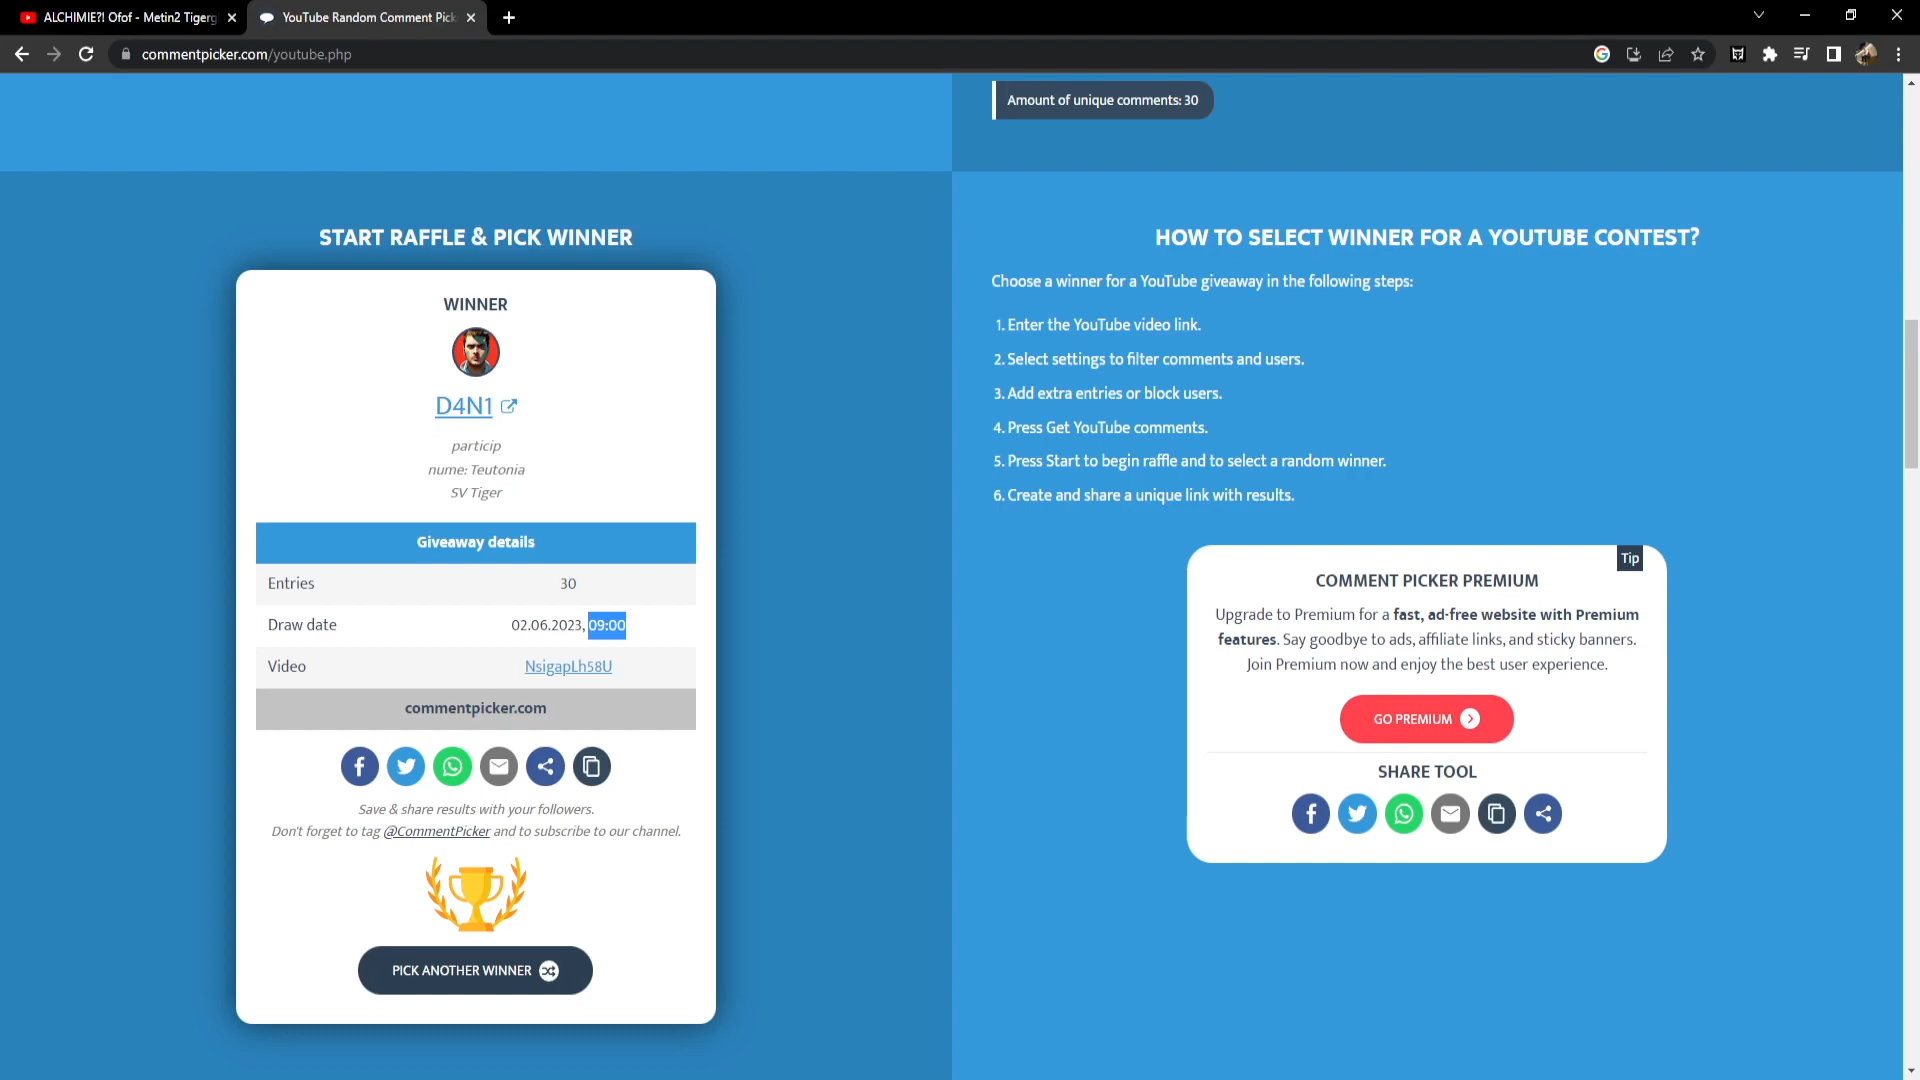 ALCHIMIE?! Ofof - Metin2 Tigerg
YouTube Random Comment Pick
commentpicker.com/youtube.php
Amount of unique comments: 30
START RAFFLE & PICK WINNER
WINNER
D4N1
particip
nume: Teutonia
SV Tiger
Giveaway details
Entries 30
Draw date 02.06.2023, 09:00
Video NsigapLh58U
commentpicker.com
Save & share results with your followers.
Don't forget to tag @CommentPicker and to subscribe to our channel.
PICK ANOTHER WINNER
HOW TO SELECT WINNER FOR A YOUTUBE CONTEST?
Choose a winner for a YouTube giveaway in the following steps:
1. Enter the YouTube video link.
2. Select settings to filter comments and users.
3. Add extra entries or block users.
4. Press Get YouTube comments.
5. Press Start to begin raffle and to select a random winner.
6. Create and share a unique link with results.
Tip
COMMENT PICKER PREMIUM
Upgrade to Premium for a fast, ad-free website with Premium
features. Say goodbye to ads, affiliate links, and sticky banners.
Join Premium now and enjoy the best user experience.
GO PREMIUM
SHARE TOOL